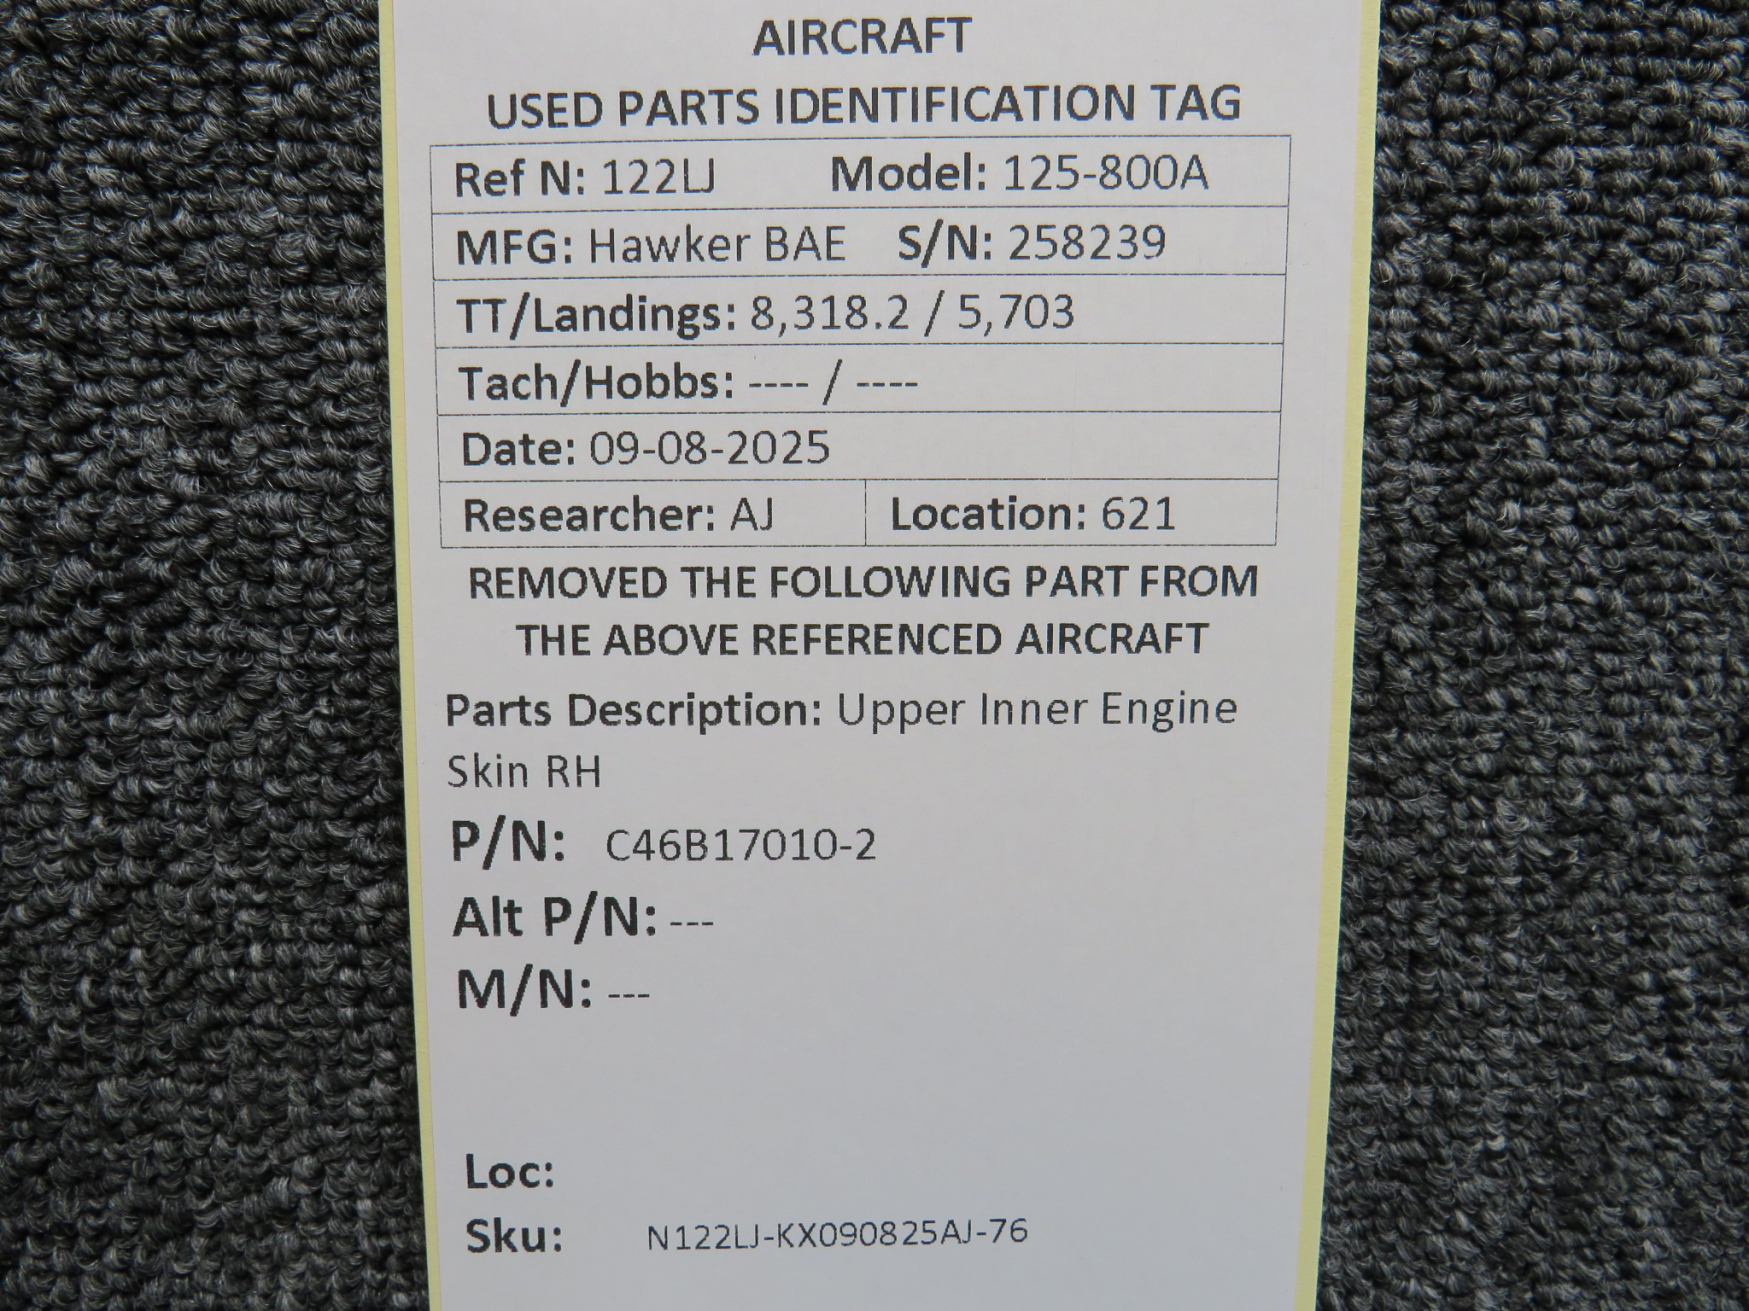 AIRCRAFT
USED PARTS IDENTIFICATION TAG
Ref N: 122LJ Model: 125-800A
MFG: Hawker BAE S/N: 258239
TT/Landings: 8,318.2 / 5,703
Tach/Hobbs: ---- / ----
Date: 09-08-2025
Researcher: AJ Location: 621
REMOVED THE FOLLOWING PART FROM
THE ABOVE REFERENCED AIRCRAFT
Parts Description: Upper Inner Engine
Skin RH
P/N: C46B17010-2
Alt P/N: ---
M/N: ---
Loc:
Sku: N122LJ-KX090825AJ-76